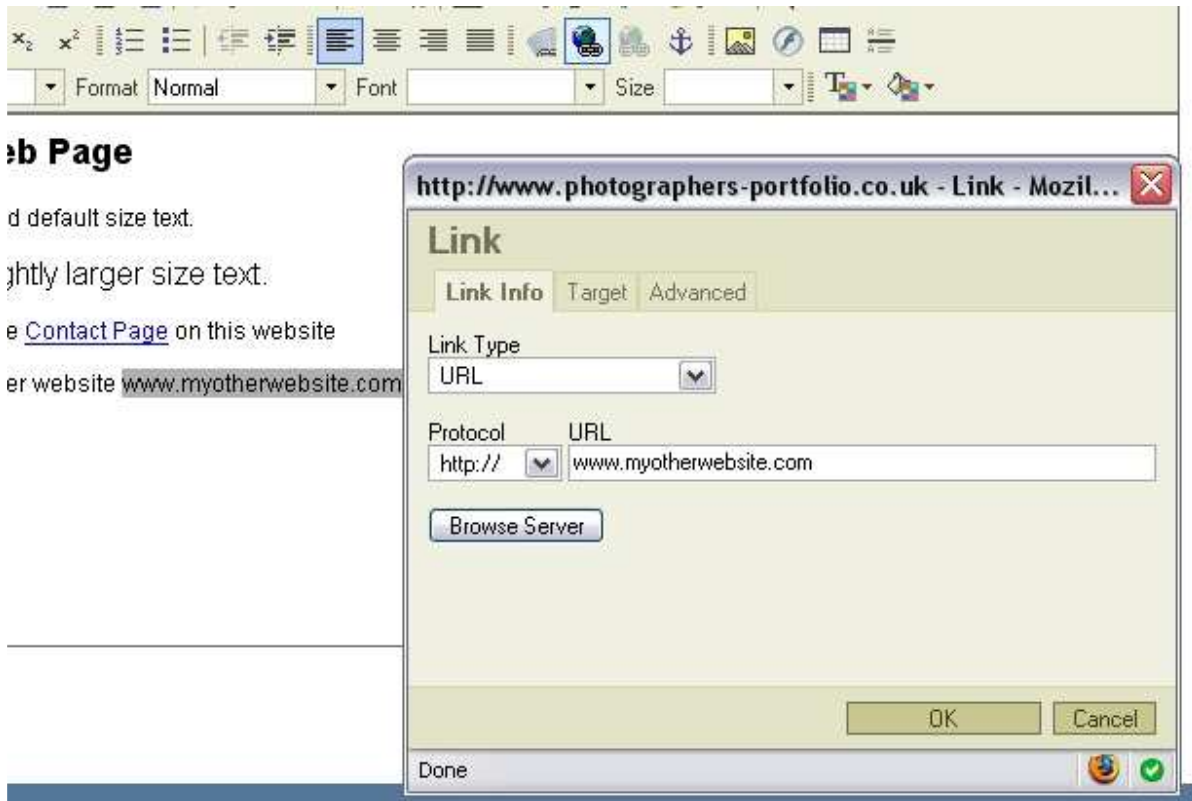 Format Normal Font Size
eb Page
d default size text.
ghtly larger size text.
e Contact Page on this website
er website www.myotherwebsite.com
http://www.photographers-portfolio.co.uk - Link - Mozil...
Link
Link Info Target Advanced
Link Type
URL
Protocol URL
http:// www.myotherwebsite.com
Browse Server
OK Cancel
Done